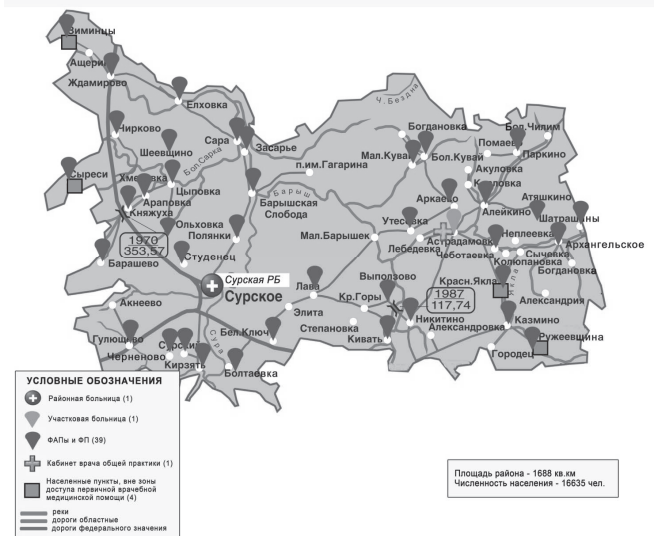 Зиминцы
Ащерино
Ждамирово
Елховка
Ч.Бездна
Чирково
Сара
Засарье
Шеевщино
Бол.Сарка
Богдановка
Бол.Чилим
Помаево
Паркино
Мал.Кувай
Бол.Кувай
Акуловка
Сыреси
Хмелевка
Цыповка
п.им.Гагарина
Араповка
Княжуха
Барыш
Барышская
Слобода
Аркаево
Алейкино
Атяшкино
Шатрашаны
Ольховка
Полянки
1970
353,57
Студенец
Барашево
Мал.Барышек
Утесовка
Лебедевка
Астрадамовка
Чеботаевка
Неплеевка
Сычевка
Архангельское
Колюпановка
Богдановка
Сурская РБ
Сурское
Выползово
Красн.Якла
Якла
Лава
Кр.Горы
1987
117,74
Александрия
Акнеево
Элита
Степановка
Никитино
Александровка
Казмино
Гулюшево
Сура
Бел.Ключ
Кивать
Ружеевщина
Черненово
Кирзять
Болтаевка
Городец
УСЛОВНЫЕ ОБОЗНАЧЕНИЯ
Районная больница (1)
Участковая больница (1)
ФАПы и ФП (39)
Кабинет врача общей практики (1)
Населенные пункты, вне зоны
доступа первичной врачебной
медицинской помощи (4)
реки
дороги областные
дороги федерального значения
Площадь района - 1688 кв.км
Численность населения - 16635 чел.